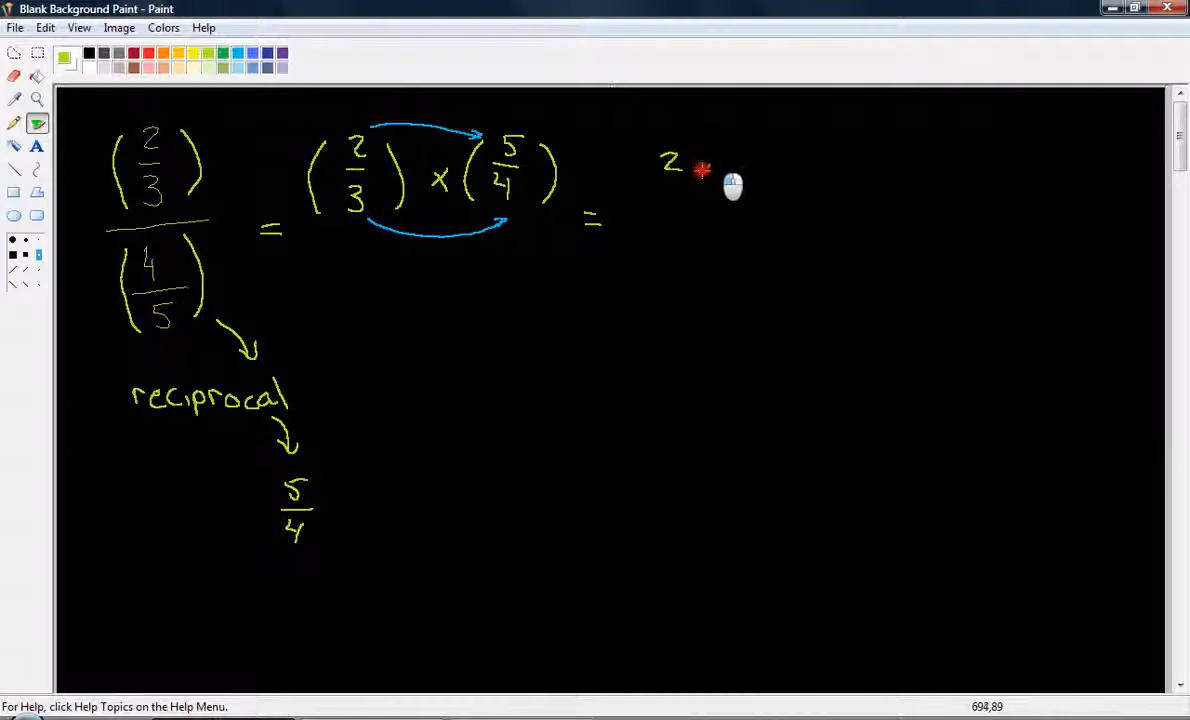 Blank Background Paint - Paint
File Edit View Image Colors Help
(2/3) / (4/5) = (2/3) x (5/4) = 2
reciprocal
5/4
For Help, click Help Topics on the Help Menu.
694,89